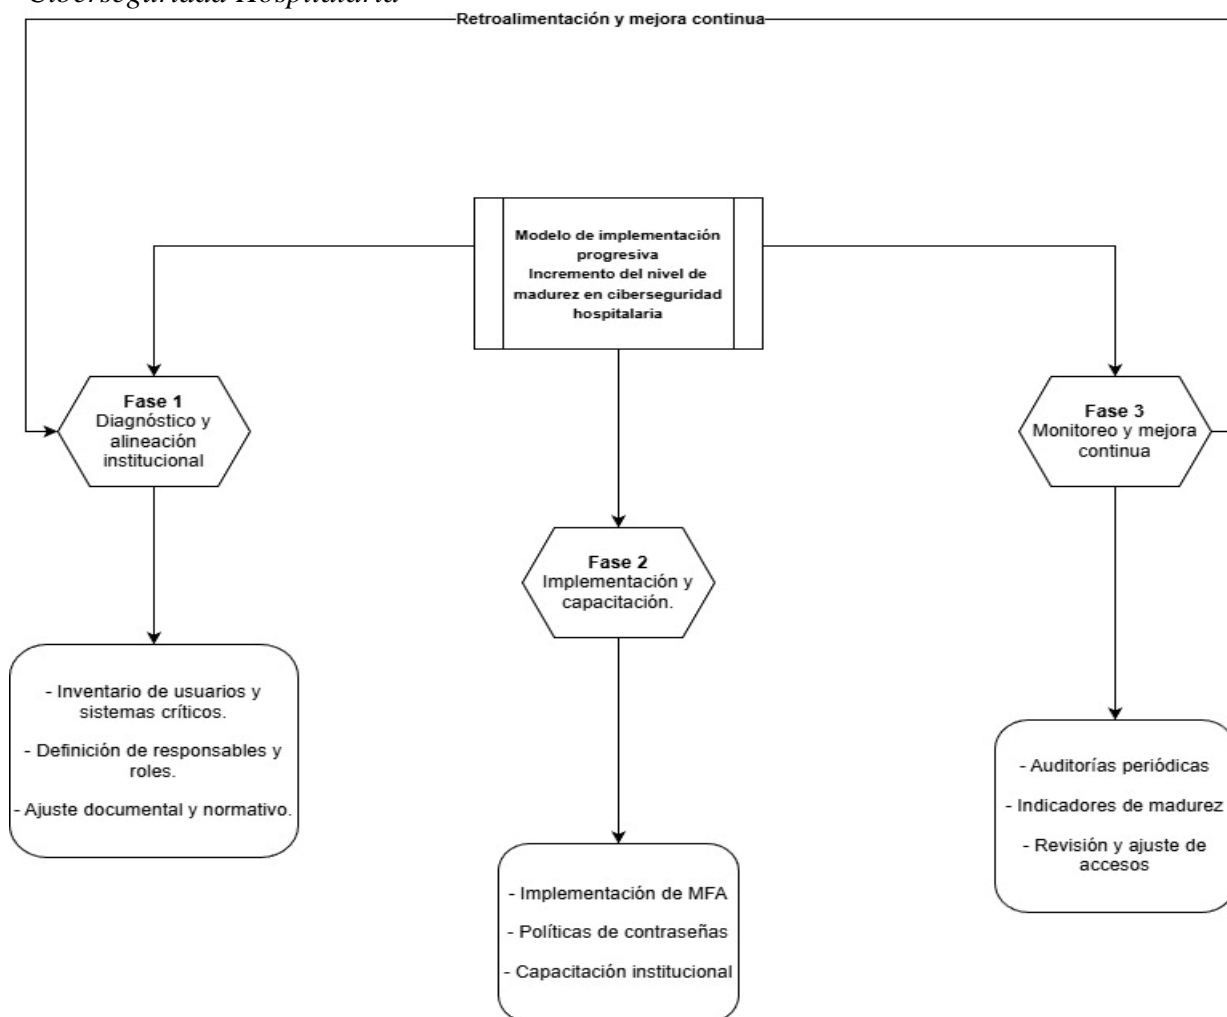 Ciberseguridad Hospitalaria
Retroalimentación y mejora continua
Modelo de implementación
progresiva
Incremento del nivel de
madurez en ciberseguridad
hospitalaria
Fase 1
Diagnóstico y
alineación
institucional
- Inventario de usuarios y
sistemas críticos.
- Definición de responsables y
roles.
- Ajuste documental y normativo.
Fase 2
Implementación y
capacitación.
- Implementación de MFA
- Políticas de contraseñas
- Capacitación institucional
Fase 3
Monitoreo y mejora
continua
- Auditorías periódicas
- Indicadores de madurez
- Revisión y ajuste de
accesos